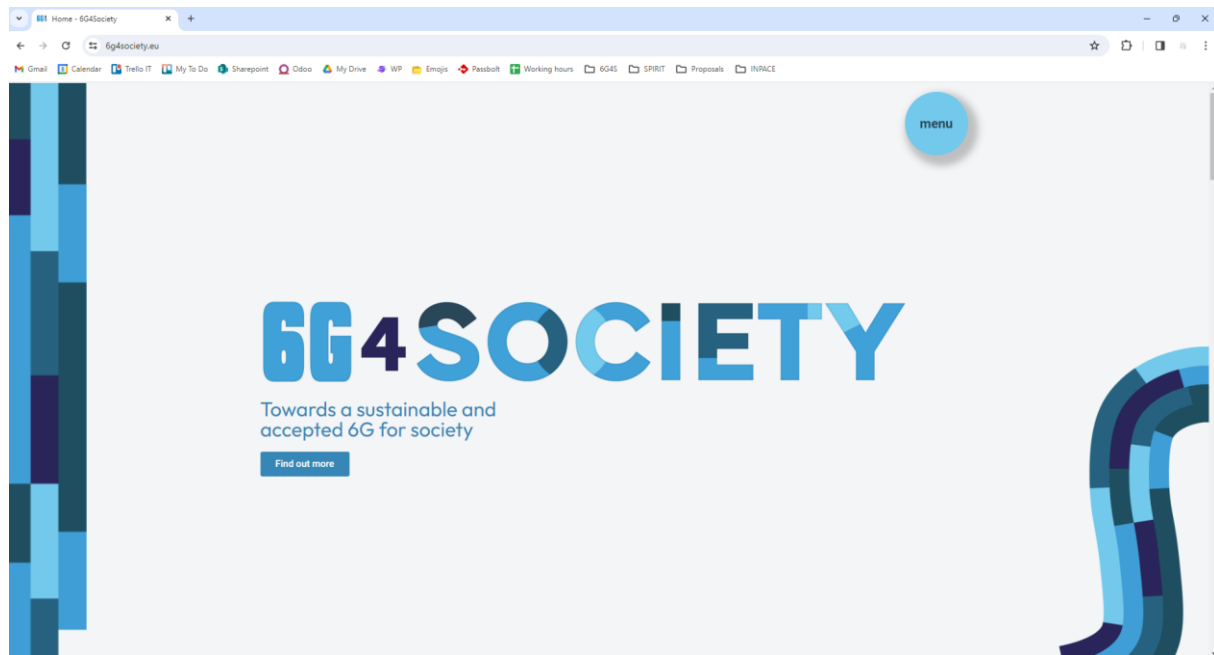 Home - 6G4Society
6g4society.eu
Gmail Calendar Trello IT My To Do Sharepoint Odoo My Drive WP Emojis Passbolt Working hours 6G4S SPIRIT Proposals INPACE
menu
6G4SOCIETY
Towards a sustainable and
accepted 6G for society
Find out more